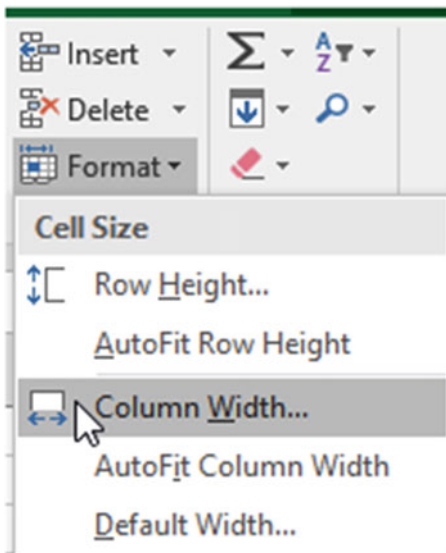 Insert
Delete
Format
A
Z
Cell Size
Row Height...
AutoFit Row Height
Column Width...
AutoFit Column Width
Default Width...